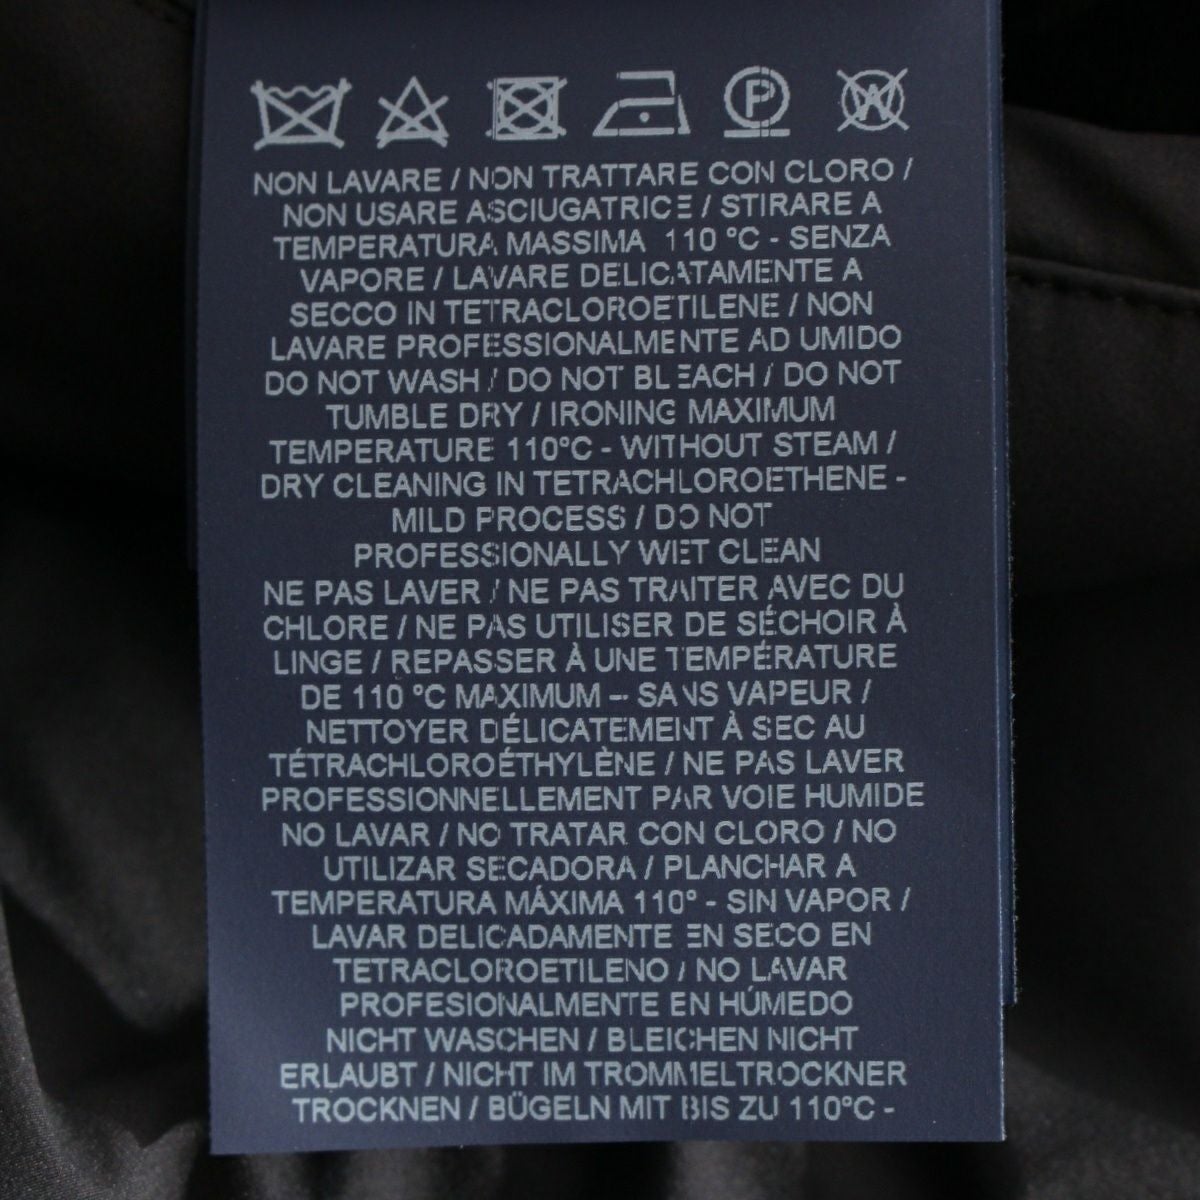 P W
NON LAVARE / NON TRATTARE CON CLORO /
NON USARE ASCIUGATRICE / STIRARE A
TEMPERATURA MASSIMA 110 °C - SENZA
VAPORE / LAVARE DELICATAMENTE A
SECCO IN TETRACLOROETILENE / NON
LAVARE PROFESSIONALMENTE AD UMIDO
DO NOT WASH / DO NOT BLEACH / DO NOT
TUMBLE DRY / IRONING MAXIMUM
TEMPERATURE 110°C - WITHOUT STEAM /
DRY CLEANING IN TETRACHLOROETHENE -
MILD PROCESS / DO NOT
PROFESSIONALLY WET CLEAN
NE PAS LAVER / NE PAS TRAITER AVEC DU
CHLORE / NE PAS UTILISER DE SÉCHOIR À
LINGE / REPASSER À UNE TEMPÉRATURE
DE 110 °C MAXIMUM – SANS VAPEUR /
NETTOYER DÉLICATEMENT À SEC AU
TÉTRACHLOROÉTHYLÈNE / NE PAS LAVER
PROFESSIONNELLEMENT PAR VOIE HUMIDE
NO LAVAR / NO TRATAR CON CLORO / NO
UTILIZAR SECADORA / PLANCHAR A
TEMPERATURA MÁXIMA 110° - SIN VAPOR /
LAVAR DELICADAMENTE EN SECO EN
TETRACLOROETILENO / NO LAVAR
PROFESIONALMENTE EN HÚMEDO
NICHT WASCHEN / BLEICHEN NICHT
ERLAUBT / NICHT IM TROMMELTROCKNER
TROCKNEN / BÜGELN MIT BIS ZU 110°C -